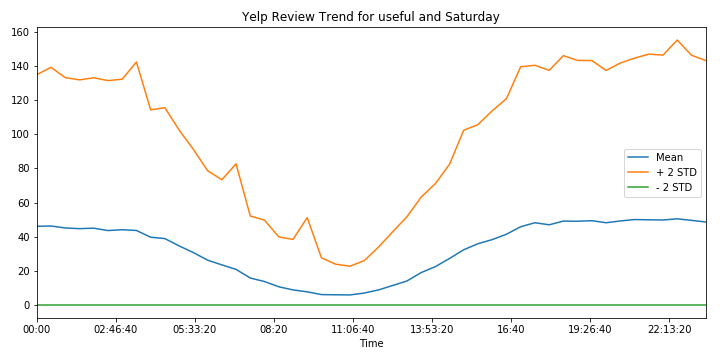 Yelp Review Trend for useful and Saturday
160
140
120
100
80
60
40
20
0
Mean
+ 2 STD
- 2 STD
00:00 02:46:40 05:33:20 08:20 11:06:40 13:53:20 16:40 19:26:40 22:13:20
Time